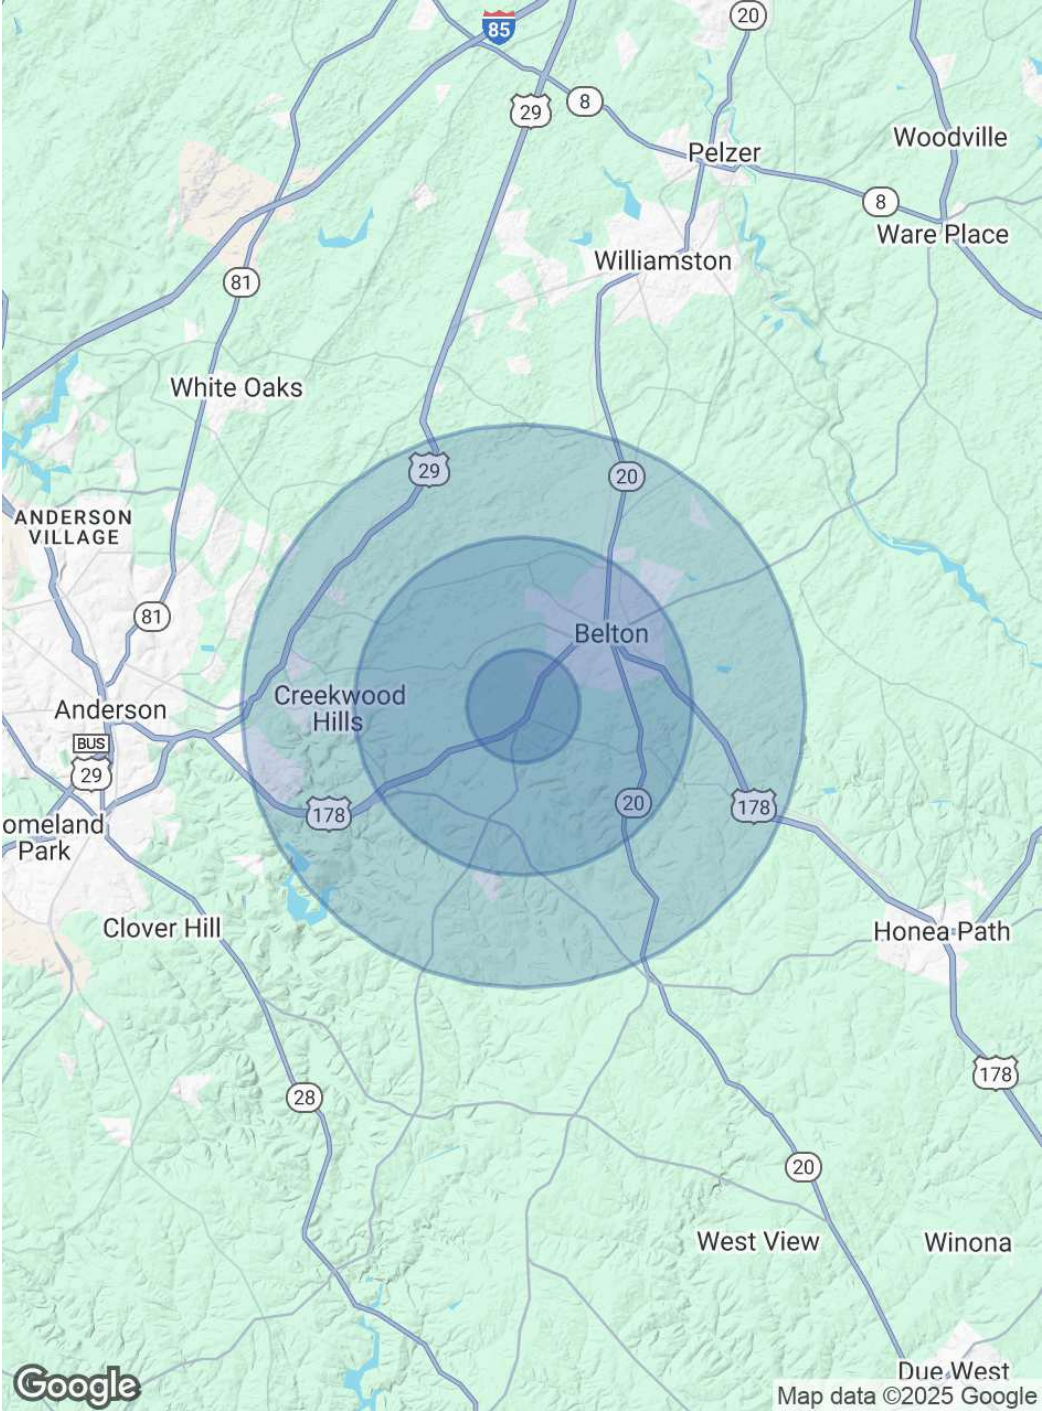 20
85
29
8
Woodville
Pelzer
8
Ware Place
Williamston
81
White Oaks
29
20
ANDERSON
VILLAGE
81
Belton
Creekwood
Hills
Anderson
BUS
29
178
20
178
omeland
Park
Clover Hill
Honea Path
178
28
20
West View
Winona
Due West
Google
Map data ©2025 Google